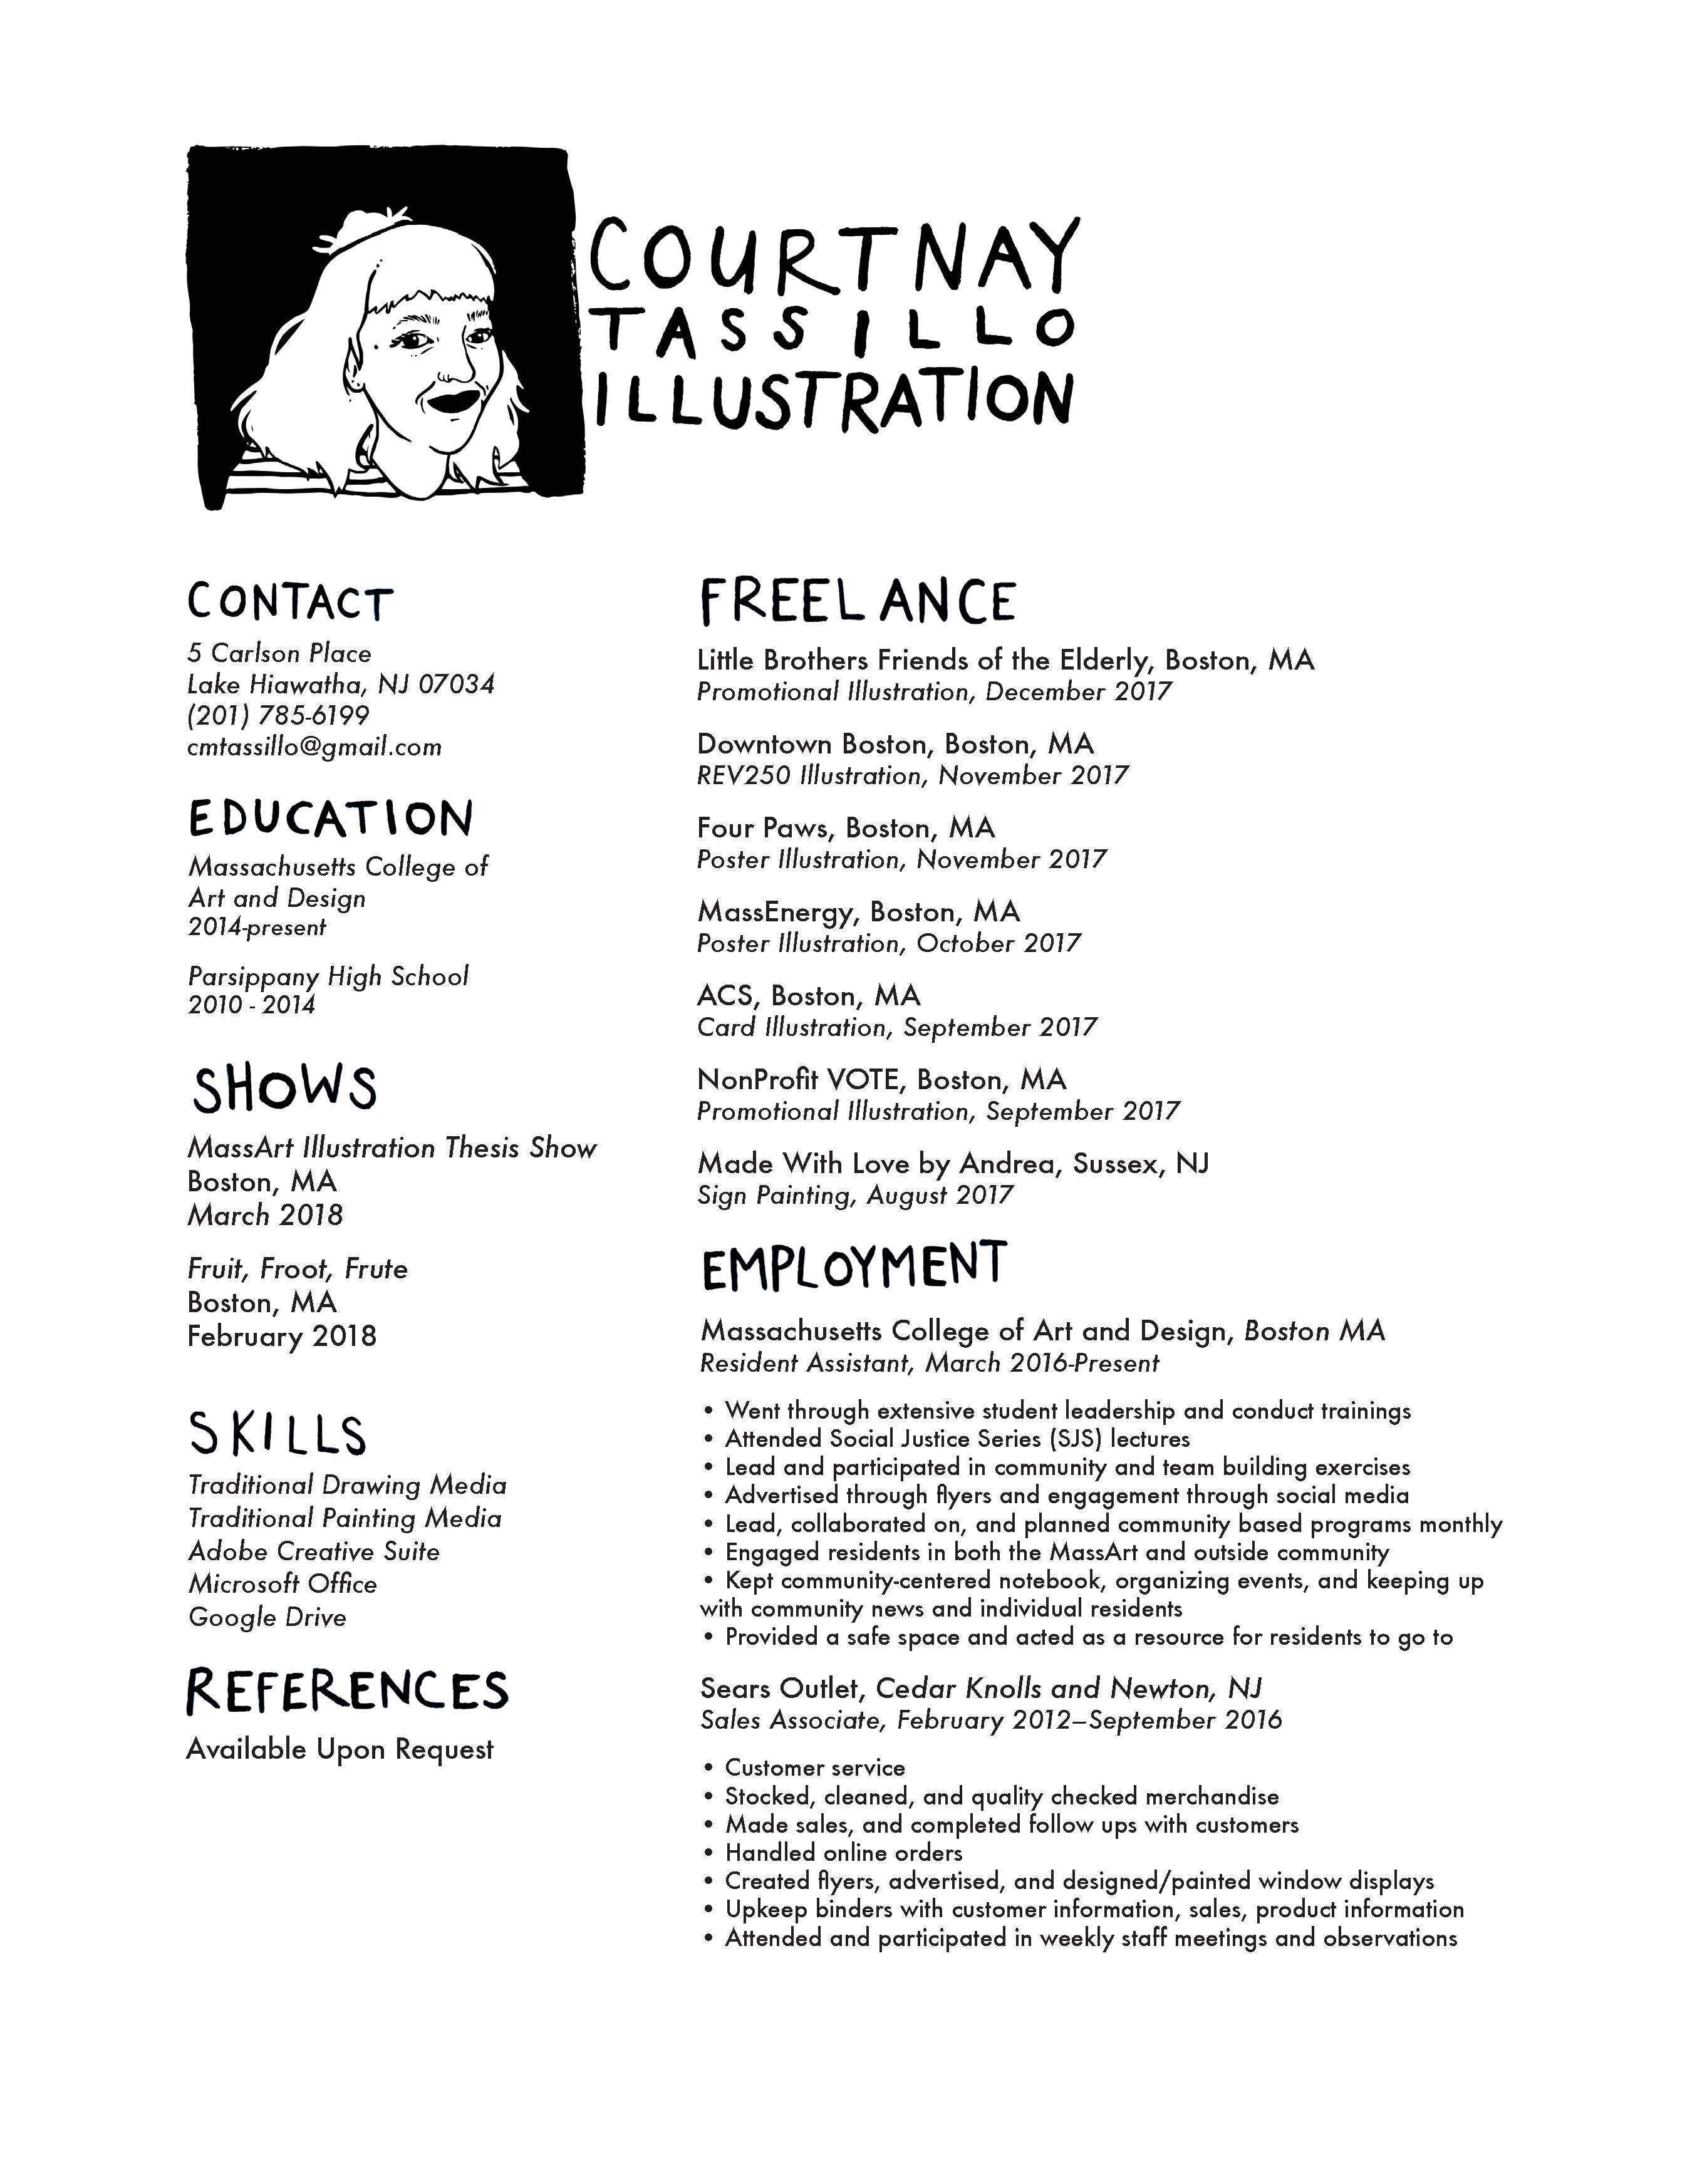 COURTNAY
TASSILLO
ILLUSTRATION
CONTACT
5 Carlson Place
Lake Hiawatha, NJ 07034
(201) 785-6199
cmtassillo@gmail.com
EDUCATION
Massachusetts College of
Art and Design
2014-present
Parsippany High School
2010 - 2014
SHOWS
MassArt Illustration Thesis Show
Boston, MA
March 2018
Fruit, Froot, Frute
Boston, MA
February 2018
SKILLS
Traditional Drawing Media
Traditional Painting Media
Adobe Creative Suite
Microsoft Office
Google Drive
REFERENCES
Available Upon Request
FREELANCE
Little Brothers Friends of the Elderly, Boston, MA
Promotional Illustration, December 2017
Downtown Boston, Boston, MA
REV250 Illustration, November 2017
Four Paws, Boston, MA
Poster Illustration, November 2017
MassEnergy, Boston, MA
Poster Illustration, October 2017
ACS, Boston, MA
Card Illustration, September 2017
NonProfit VOTE, Boston, MA
Promotional Illustration, September 2017
Made With Love by Andrea, Sussex, NJ
Sign Painting, August 2017
EMPLOYMENT
Massachusetts College of Art and Design, Boston MA
Resident Assistant, March 2016-Present
• Went through extensive student leadership and conduct trainings
• Attended Social Justice Series (SJS) lectures
• Lead and participated in community and team building exercises
• Advertised through flyers and engagement through social media
• Lead, collaborated on, and planned community based programs monthly
• Engaged residents in both the MassArt and outside community
• Kept community-centered notebook, organizing events, and keeping up
with community news and individual residents
• Provided a safe space and acted as a resource for residents to go to
Sears Outlet, Cedar Knolls and Newton, NJ
Sales Associate, February 2012–September 2016
• Customer service
• Stocked, cleaned, and quality checked merchandise
• Made sales, and completed follow ups with customers
• Handled online orders
• Created flyers, advertised, and designed/painted window displays
• Upkeep binders with customer information, sales, product information
• Attended and participated in weekly staff meetings and observations